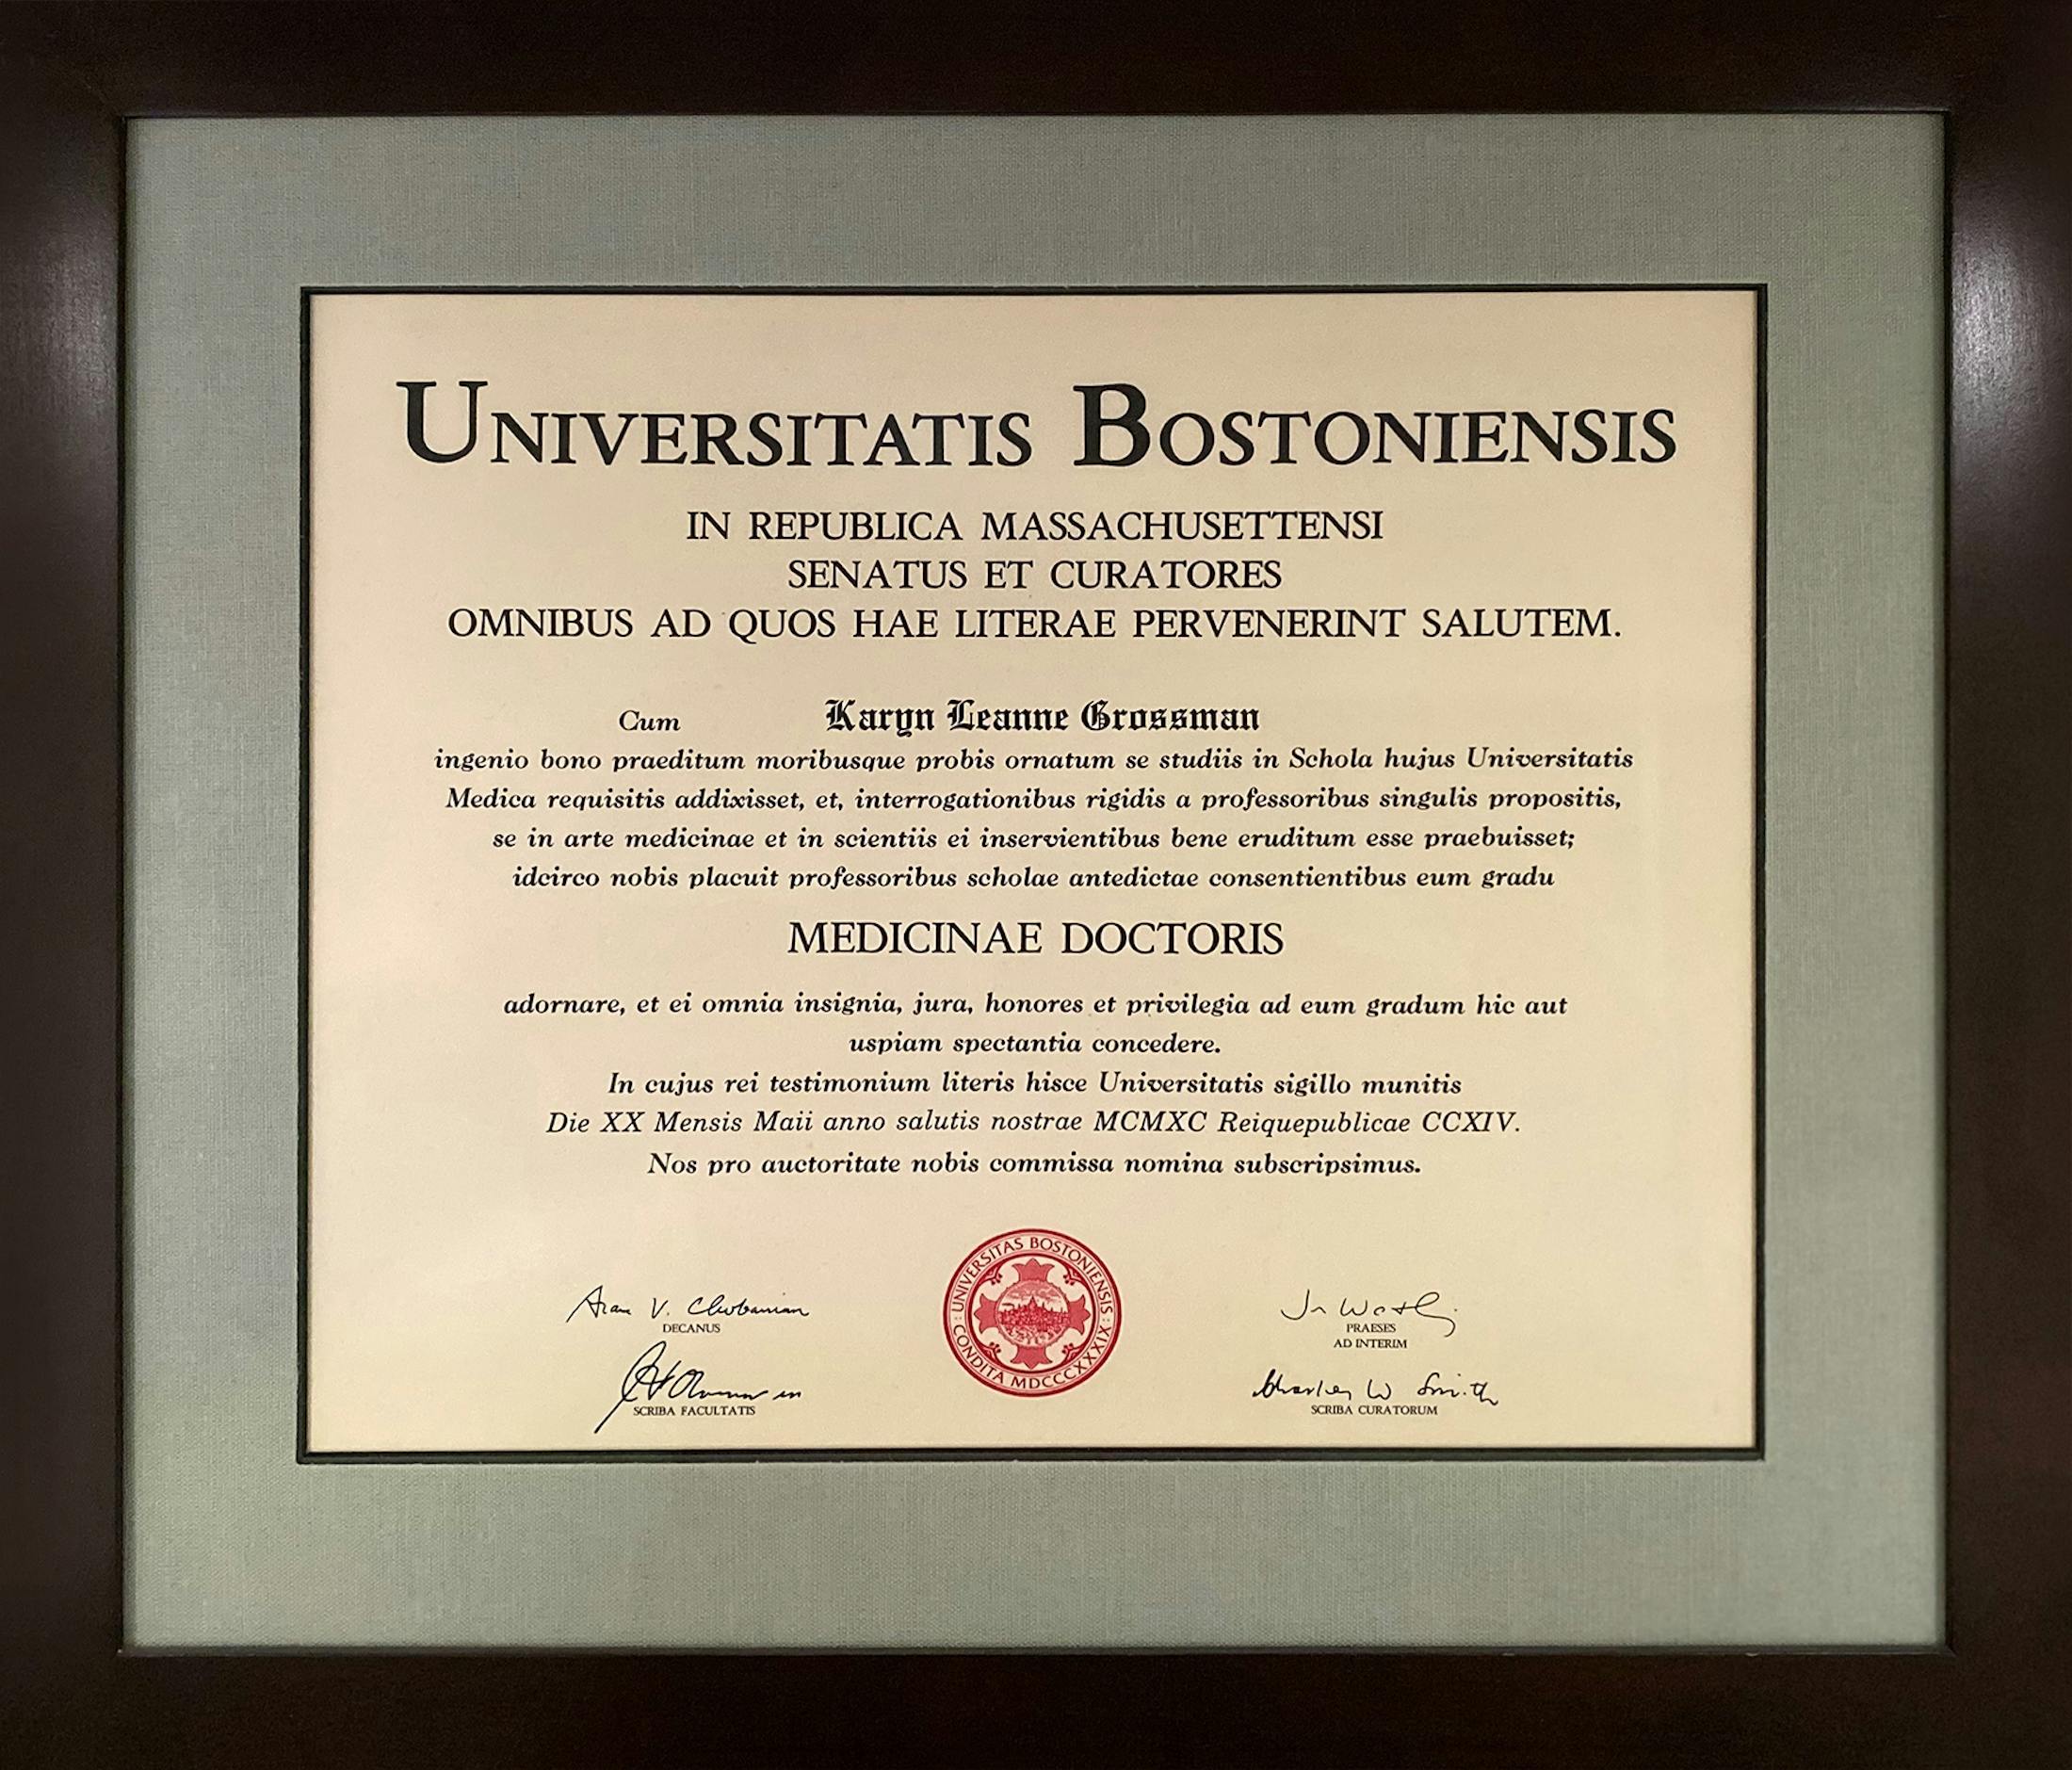 UNIVERSITATIS BOSTONIENSIS
IN REPUBLICA MASSACHUSETTENSI
SENATUS ET CURATORES
OMNIBUS AD QUOS HAE LITERAE PERVENERINT SALUTEM.
Cum Karyn Leanne Grossman
ingenio bono praeditum moribusque probis ornatum se studiis in Schola hujus Universitatis
Medica requisitis addixisset, et, interrogationibus rigidis a professoribus singulis propositis,
se in arte medicinae et in scientiis ei inservientibus bene eruditum esse praebuisset;
idcirco nobis placuit professoribus scholae antedictae consentientibus eum gradu
MEDICINAE DOCTORIS
adornare, et ei omnia insignia, jura, honores et privilegia ad eum gradum hic aut
uspiam spectantia concedere.
In cujus rei testimonium literis hisce Universitatis sigillo munitis
Die XX Mensis Maii anno salutis nostrae MCMXC Reiquepublicae CCXIV.
Nos pro auctoritate nobis commissa nomina subscripsimus.
UNIVERSITAS BOSTONIENSIS
CONDITA MDCCCXXXIX
Aram V. Chobanian
DECANUS
PRAESES
AD INTERIM
SCRIBA FACULTATIS
Charles W Smith
SCRIBA CURATORUM